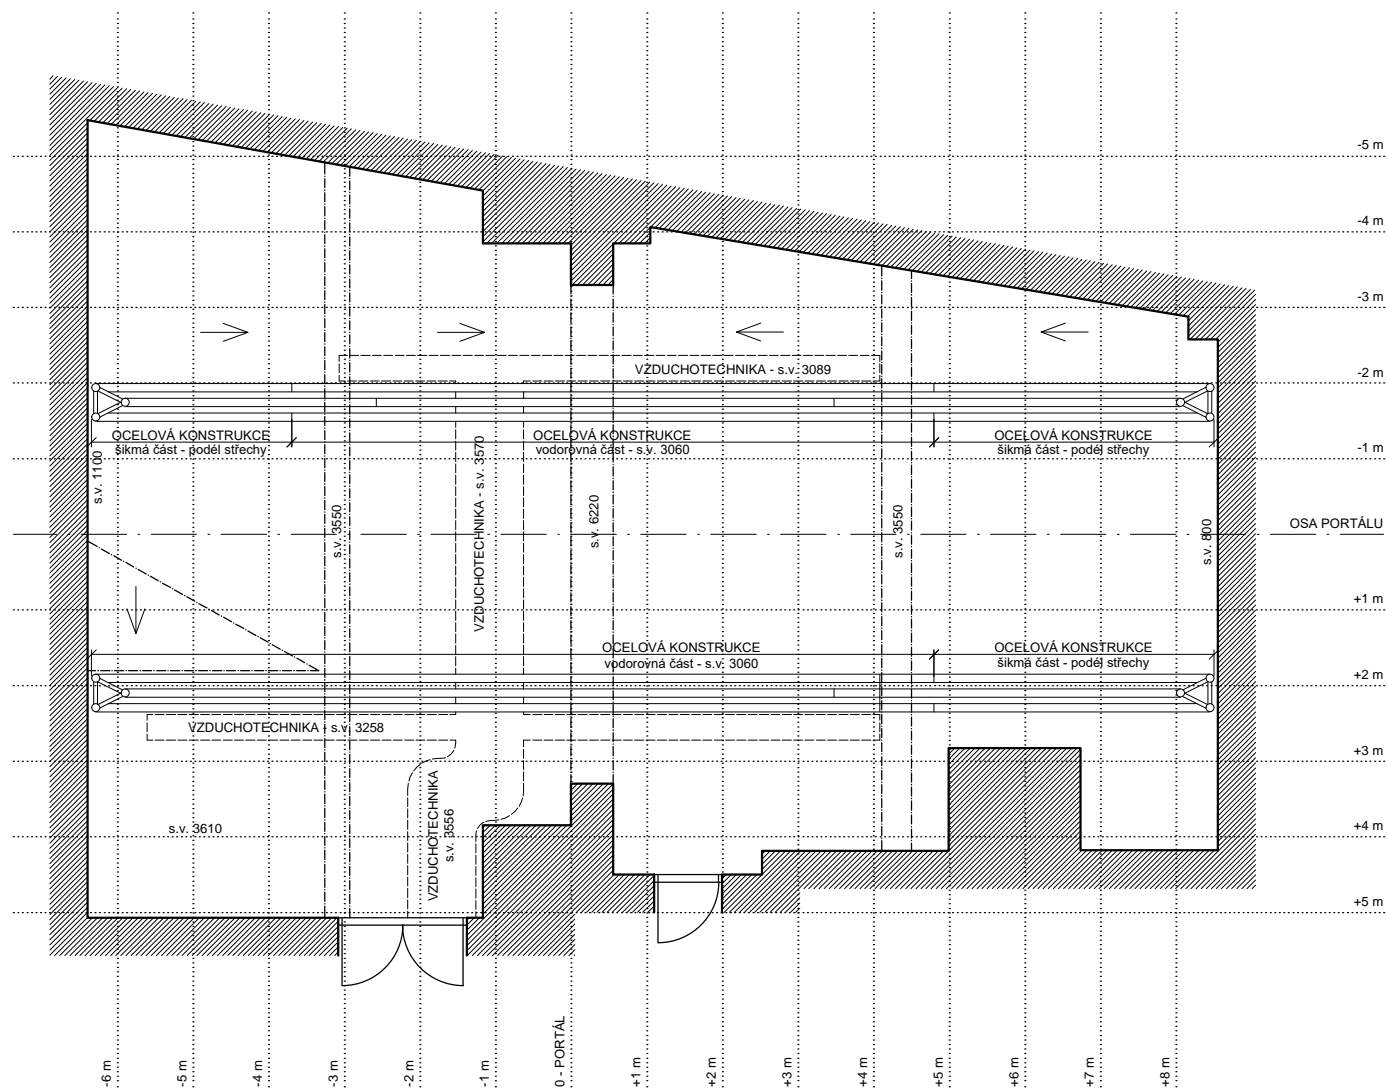 -5 m
-4 m
-3 m
VZDUCHOTECHNIKA - s.v. 3089
-2 m
OCELOVÁ KONSTRUKCE
šikmá část - podél střechy
OCELOVÁ KONSTRUKCE
vodorovná část - s.v. 3060
OCELOVÁ KONSTRUKCE
šikmá část - podél střechy
-1 m
s.v. 1100
s.v. 3550
VZDUCHOTECHNIKA - s.v. 3570
s.v. 6220
s.v. 3550
s.v. 800
OSA PORTÁLU
+1 m
OCELOVÁ KONSTRUKCE
vodorovná část - s.v. 3060
OCELOVÁ KONSTRUKCE
šikmá část - podél střechy
+2 m
VZDUCHOTECHNIKA - s.v. 3258
+3 m
VZDUCHOTECHNIKA
s.v. 3556
s.v. 3610
+4 m
+5 m
-6 m
-5 m
-4 m
-3 m
-2 m
-1 m
0 - PORTÁL
+1 m
+2 m
+3 m
+4 m
+5 m
+6 m
+7 m
+8 m